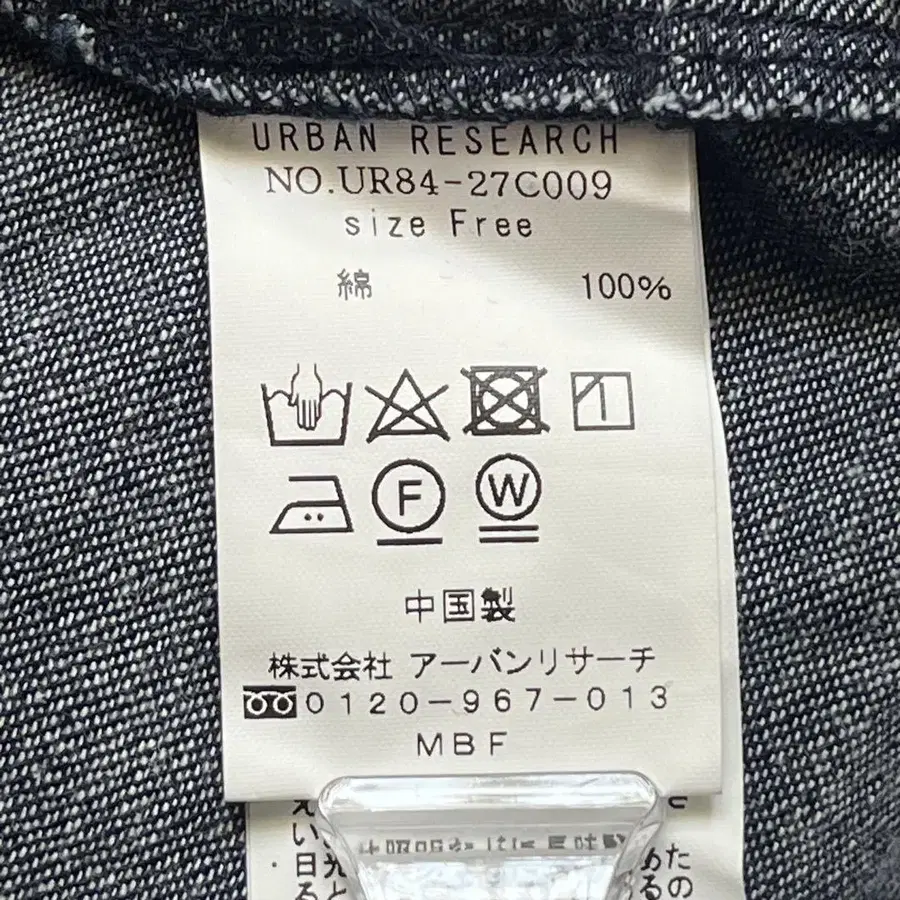 URBAN RESEARCH
NO.UR84-27C009
size Free
綿 100%
F W
中国製
株式会社 アーバンリサーチ
0120-967-013
MBF